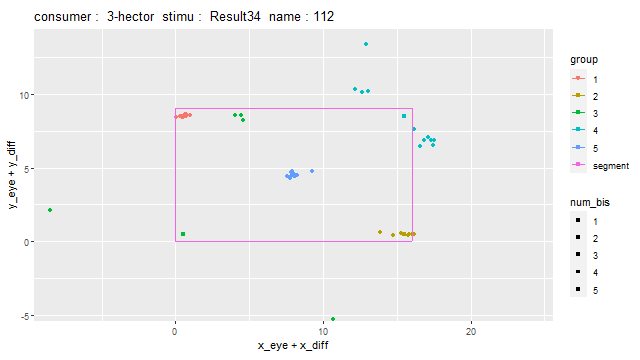 consumer : 3-hector stimu : Result34 name : 112
y_eye + y_diff
10
5
0
-5
0
10
20
x_eye + x_diff
group
1
2
3
4
5
segment
num_bis
1
2
3
4
5